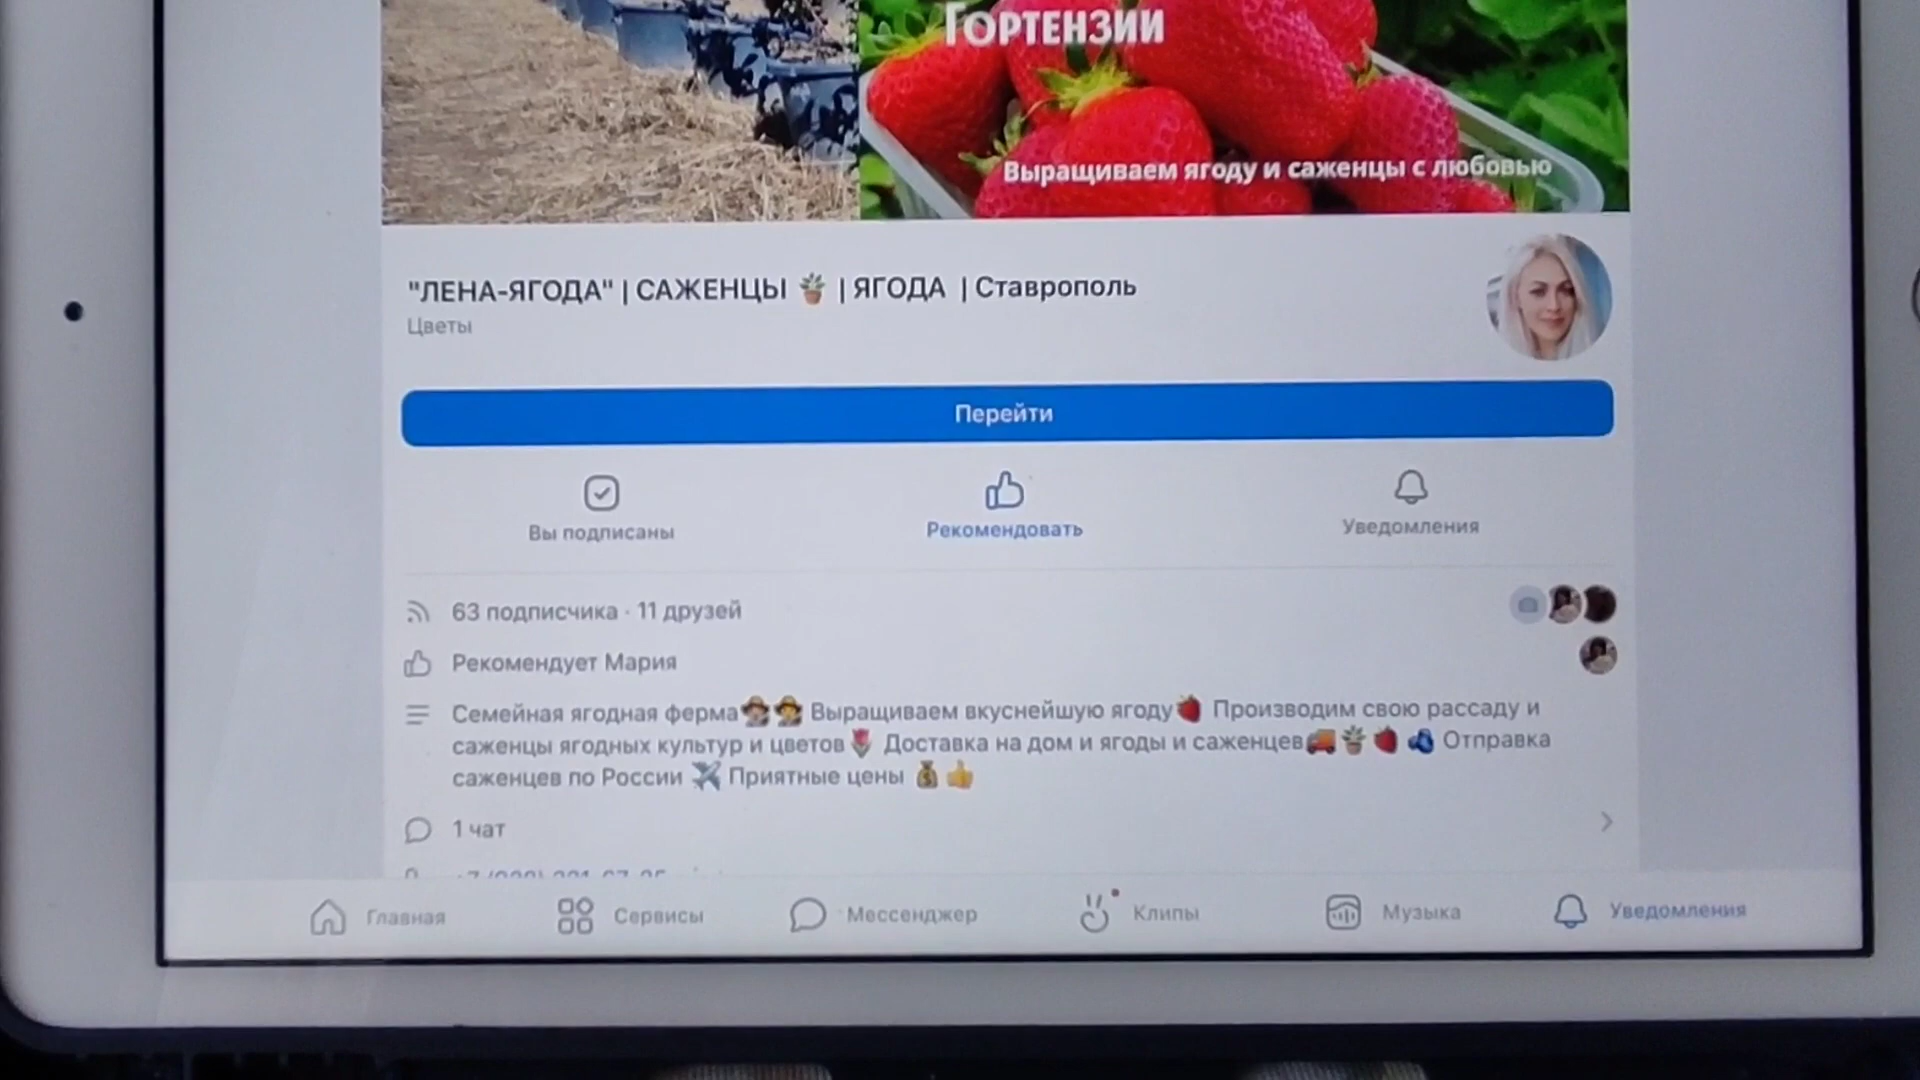 ГОРТЕНЗИИ
Выращиваем ягоду и саженцы с любовью
"ЛЕНА-ЯГОДА" | САЖЕНЦЫ 🪴 | ЯГОДА | Ставрополь
Цветы
Перейти
Вы подписаны
Рекомендовать
Уведомления
63 подписчика · 11 друзей
Рекомендует Мария
Семейная ягодная ферма👩‍🌾👩‍🌾 Выращиваем вкуснейшую ягоду🍓 Производим свою рассаду и
саженцы ягодных культур и цветов🌷 Доставка на дом и ягоды и саженцев🚚🪴🍓🫐 Отправка
саженцев по России ✈️ Приятные цены 💰👍
1 чат
Главная
Сервисы
Мессенджер
Клипы
Музыка
Уведомления